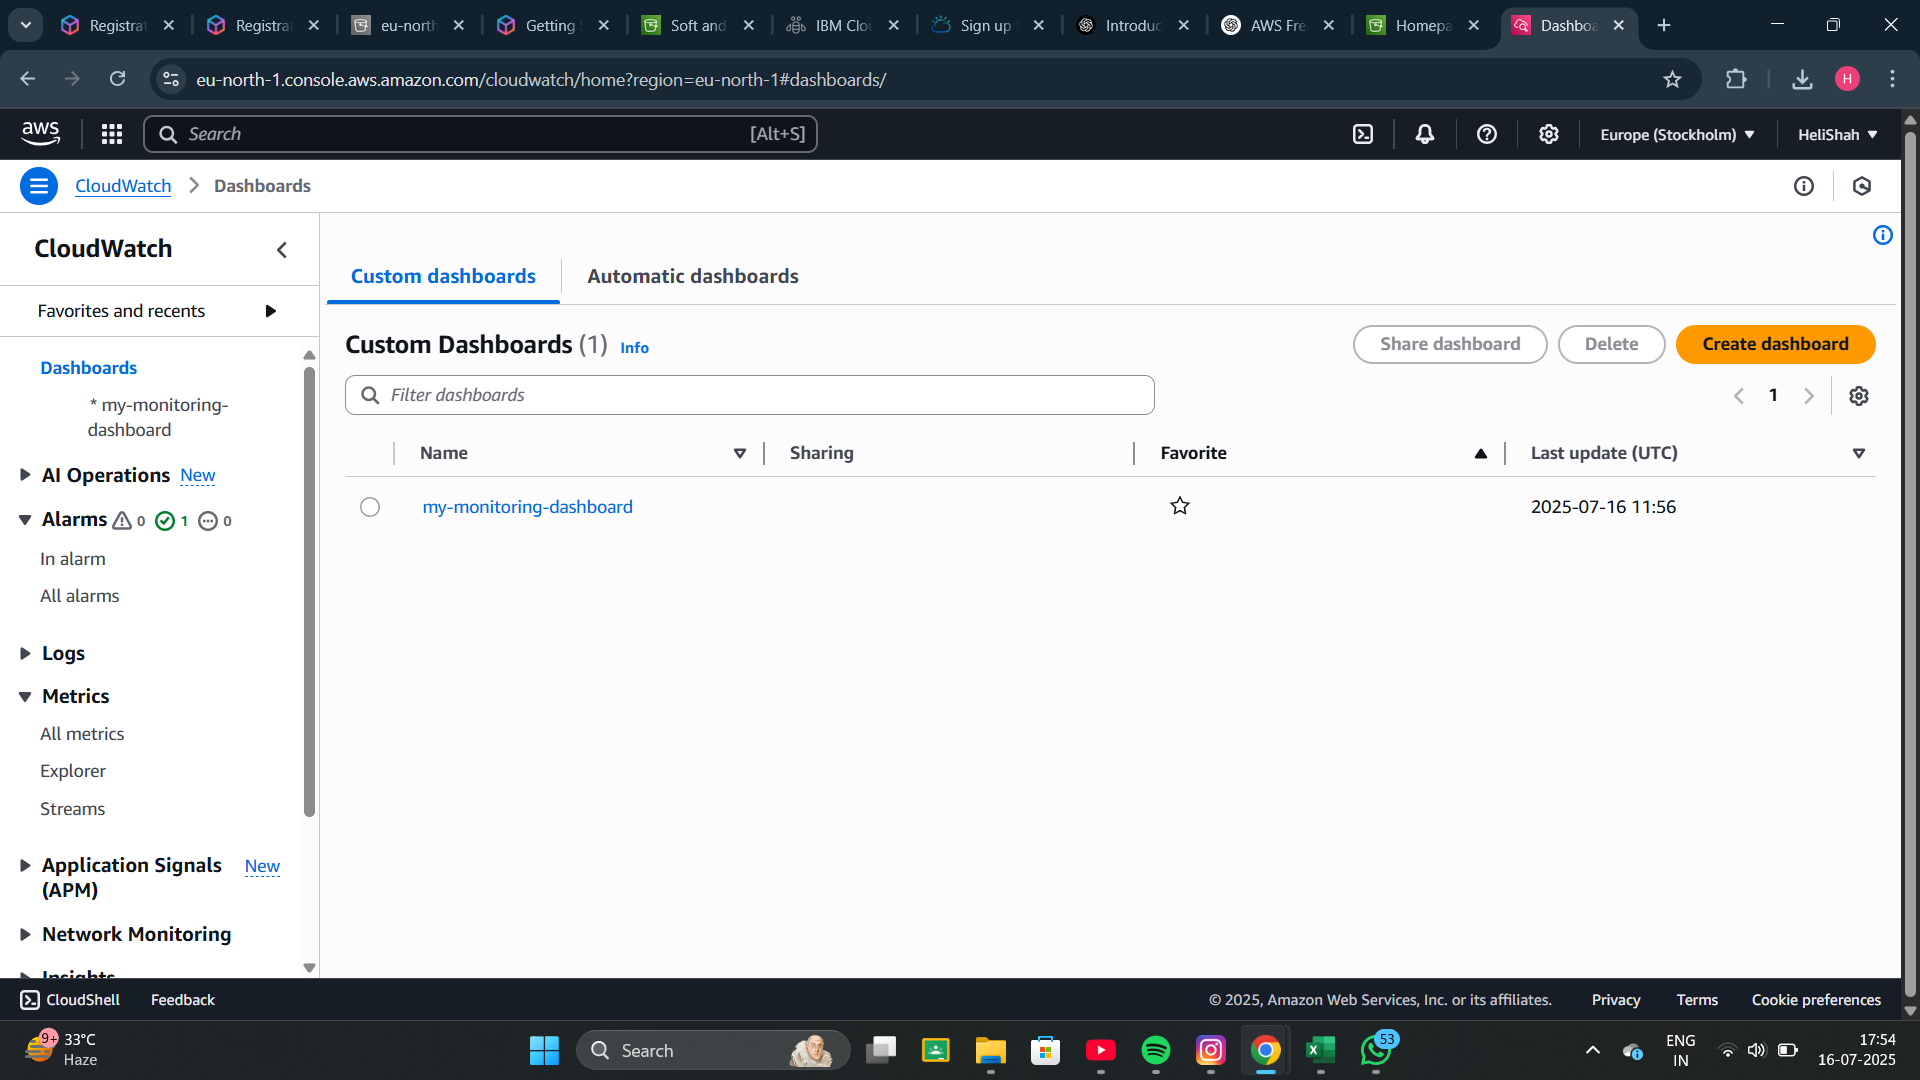 Registrat
Registrat
eu-north
Getting S
Soft and
IBM Clou
Sign up f
Introduc
AWS Fre
Homepa
Dashboa
eu-north-1.console.aws.amazon.com/cloudwatch/home?region=eu-north-1#dashboards/
H
aws
Search
[Alt+S]
Europe (Stockholm)
HeliShah
CloudWatch
Dashboards
CloudWatch
Favorites and recents
Dashboards
* my-monitoring-
dashboard
AI Operations New
Alarms 0 1 0
In alarm
All alarms
Logs
Metrics
All metrics
Explorer
Streams
Application Signals New
(APM)
Network Monitoring
Insights
Custom dashboards
Automatic dashboards
Custom Dashboards (1) Info
Share dashboard
Delete
Create dashboard
Filter dashboards
1
Name
Sharing
Favorite
Last update (UTC)
my-monitoring-dashboard
2025-07-16 11:56
CloudShell
Feedback
© 2025, Amazon Web Services, Inc. or its affiliates.
Privacy
Terms
Cookie preferences
9+
33°C
Haze
Search
53
ENG
IN
17:54
16-07-2025